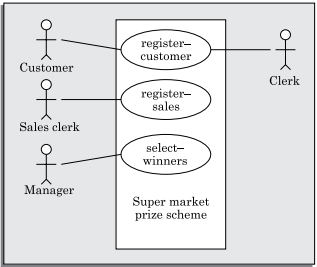 register–
customer
Customer
Clerk
register–
sales
Sales clerk
select–
winners
Manager
Super market
prize scheme